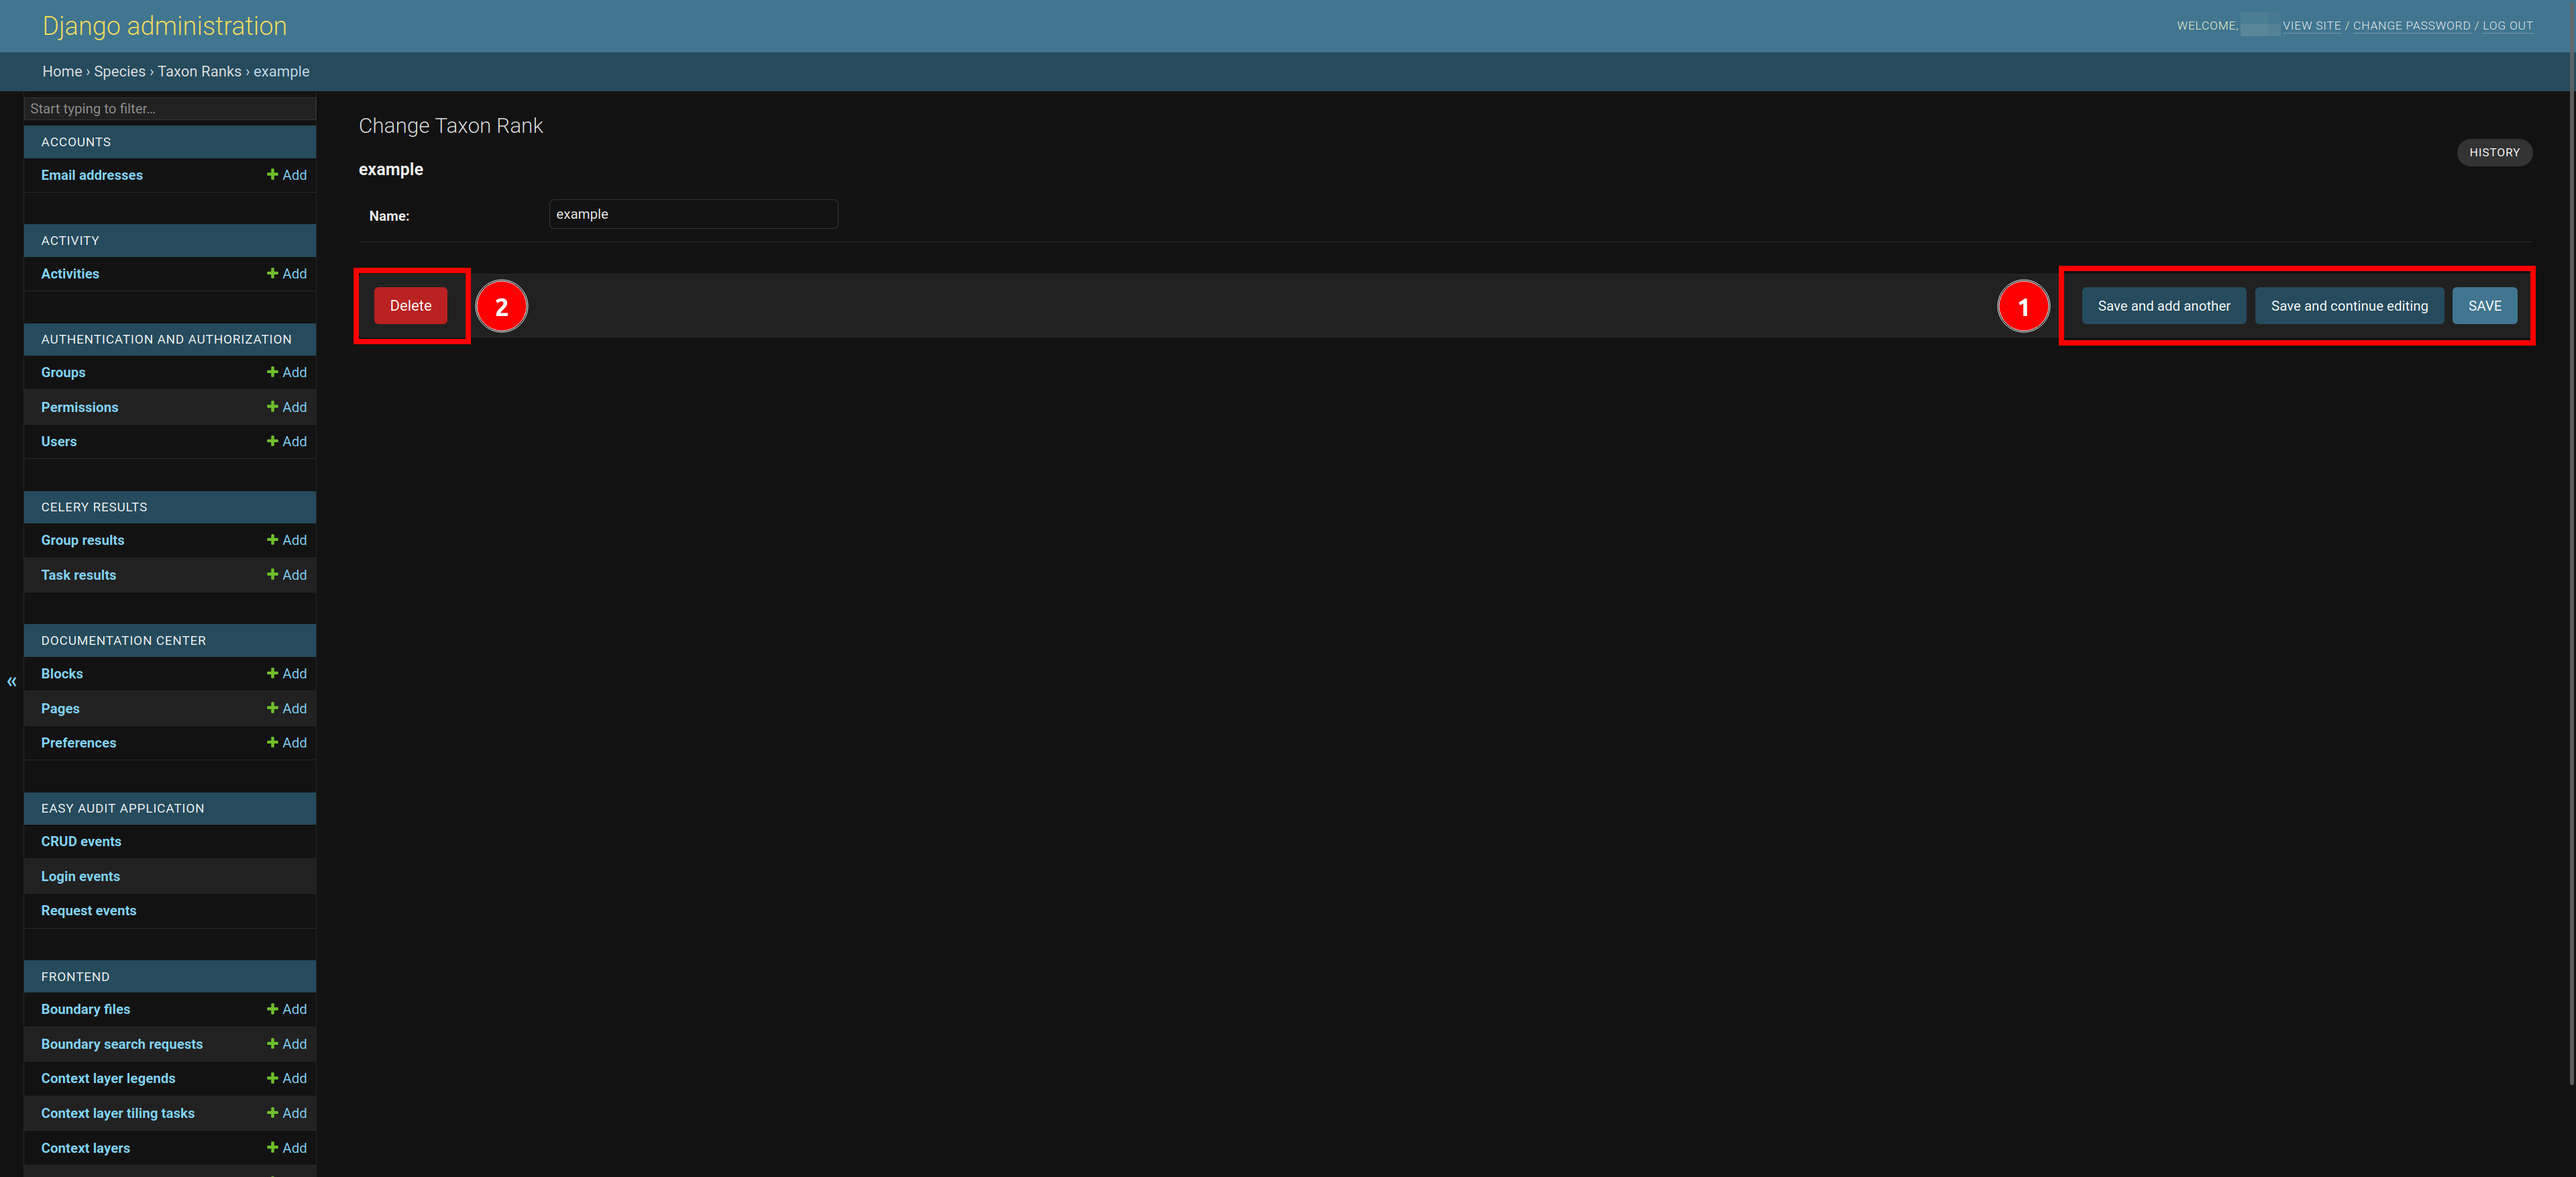 Django administration
WELCOME, VIEW SITE / CHANGE PASSWORD / LOG OUT
Home › Species › Taxon Ranks › example
Start typing to filter...
ACCOUNTS
Email addresses Add
ACTIVITY
Activities Add
AUTHENTICATION AND AUTHORIZATION
Groups Add
Permissions Add
Users Add
CELERY RESULTS
Group results Add
Task results Add
DOCUMENTATION CENTER
Blocks Add
«
Pages Add
Preferences Add
EASY AUDIT APPLICATION
CRUD events
Login events
Request events
FRONTEND
Boundary files Add
Boundary search requests Add
Context layer legends Add
Context layer tiling tasks Add
Context layers Add
Change Taxon Rank
HISTORY
example
Name: example
Delete 2 1 Save and add another Save and continue editing SAVE